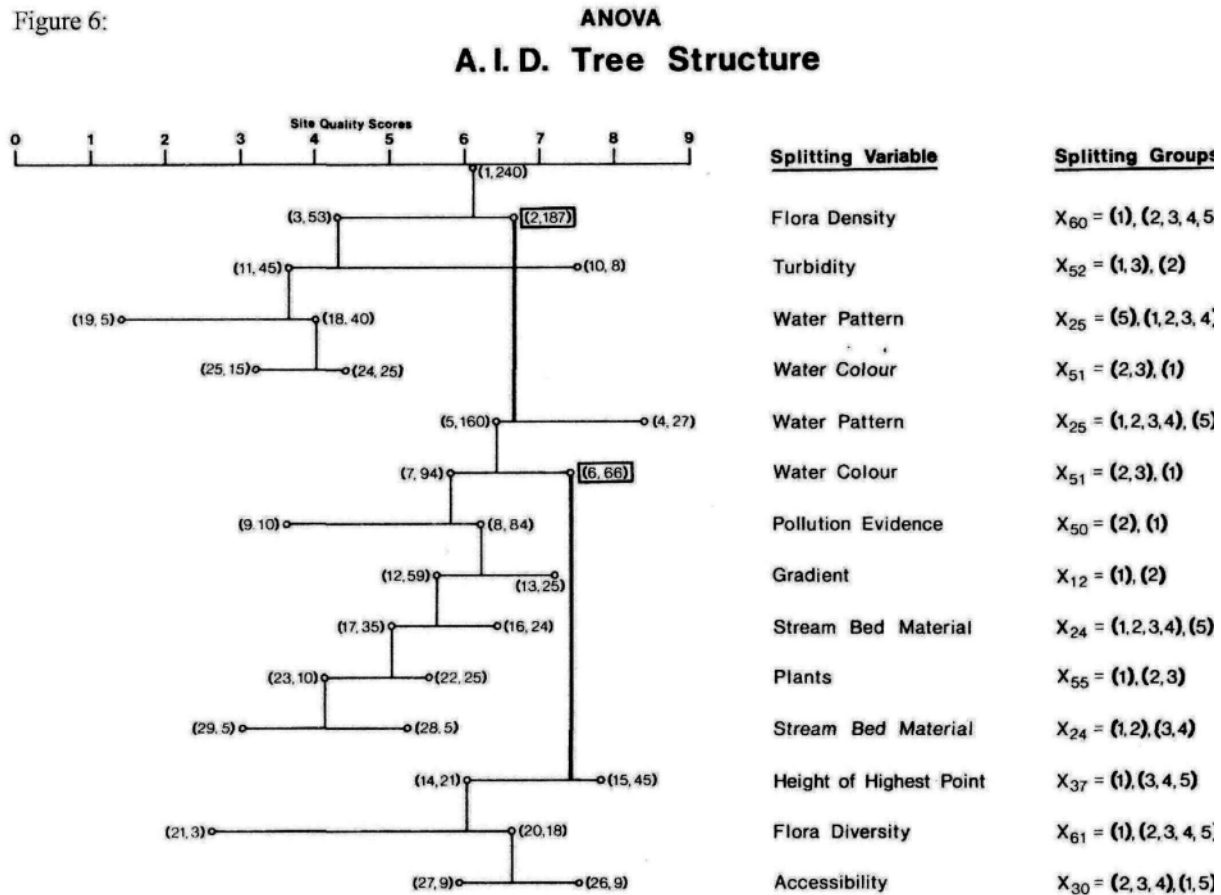 Figure 6:
ANOVA
A.I.D. Tree Structure
Site Quality Scores
0 1 2 3 4 5 6 7 8 9
Splitting Variable Splitting Groups
(1,240)
(3,53) (2,187) Flora Density X60 = (1), (2,3,4,5
(11,45) (10,8) Turbidity X52 = (1,3), (2)
(19,5) (18,40) Water Pattern X25 = (5), (1,2,3,4)
(25,15) (24,25) Water Colour X51 = (2,3), (1)
(5,160) (4,27) Water Pattern X25 = (1,2,3,4), (5)
(7,94) (6,66) Water Colour X51 = (2,3), (1)
(9,10) (8,84) Pollution Evidence X50 = (2), (1)
(12,59) (13,25) Gradient X12 = (1), (2)
(17,35) (16,24) Stream Bed Material X24 = (1,2,3,4), (5)
(23,10) (22,25) Plants X55 = (1), (2,3)
(29,5) (28,5) Stream Bed Material X24 = (1,2), (3,4)
(14,21) (15,45) Height of Highest Point X37 = (1), (3,4,5)
(21,3) (20,18) Flora Diversity X61 = (1), (2,3,4,5)
(27,9) (26,9) Accessibility X30 = (2,3,4), (1,5)